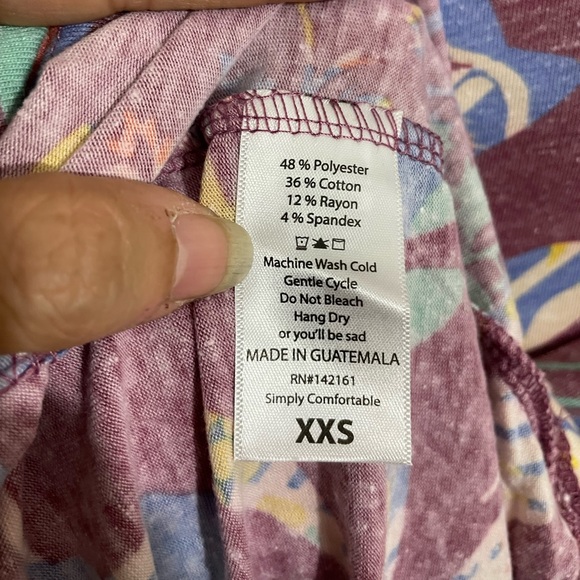 48 % Polyester
36 % Cotton
12 % Rayon
4 % Spandex
Machine Wash Cold
Gentle Cycle
Do Not Bleach
Hang Dry
or you'll be sad
MADE IN GUATEMALA
RN#142161
Simply Comfortable
XXS